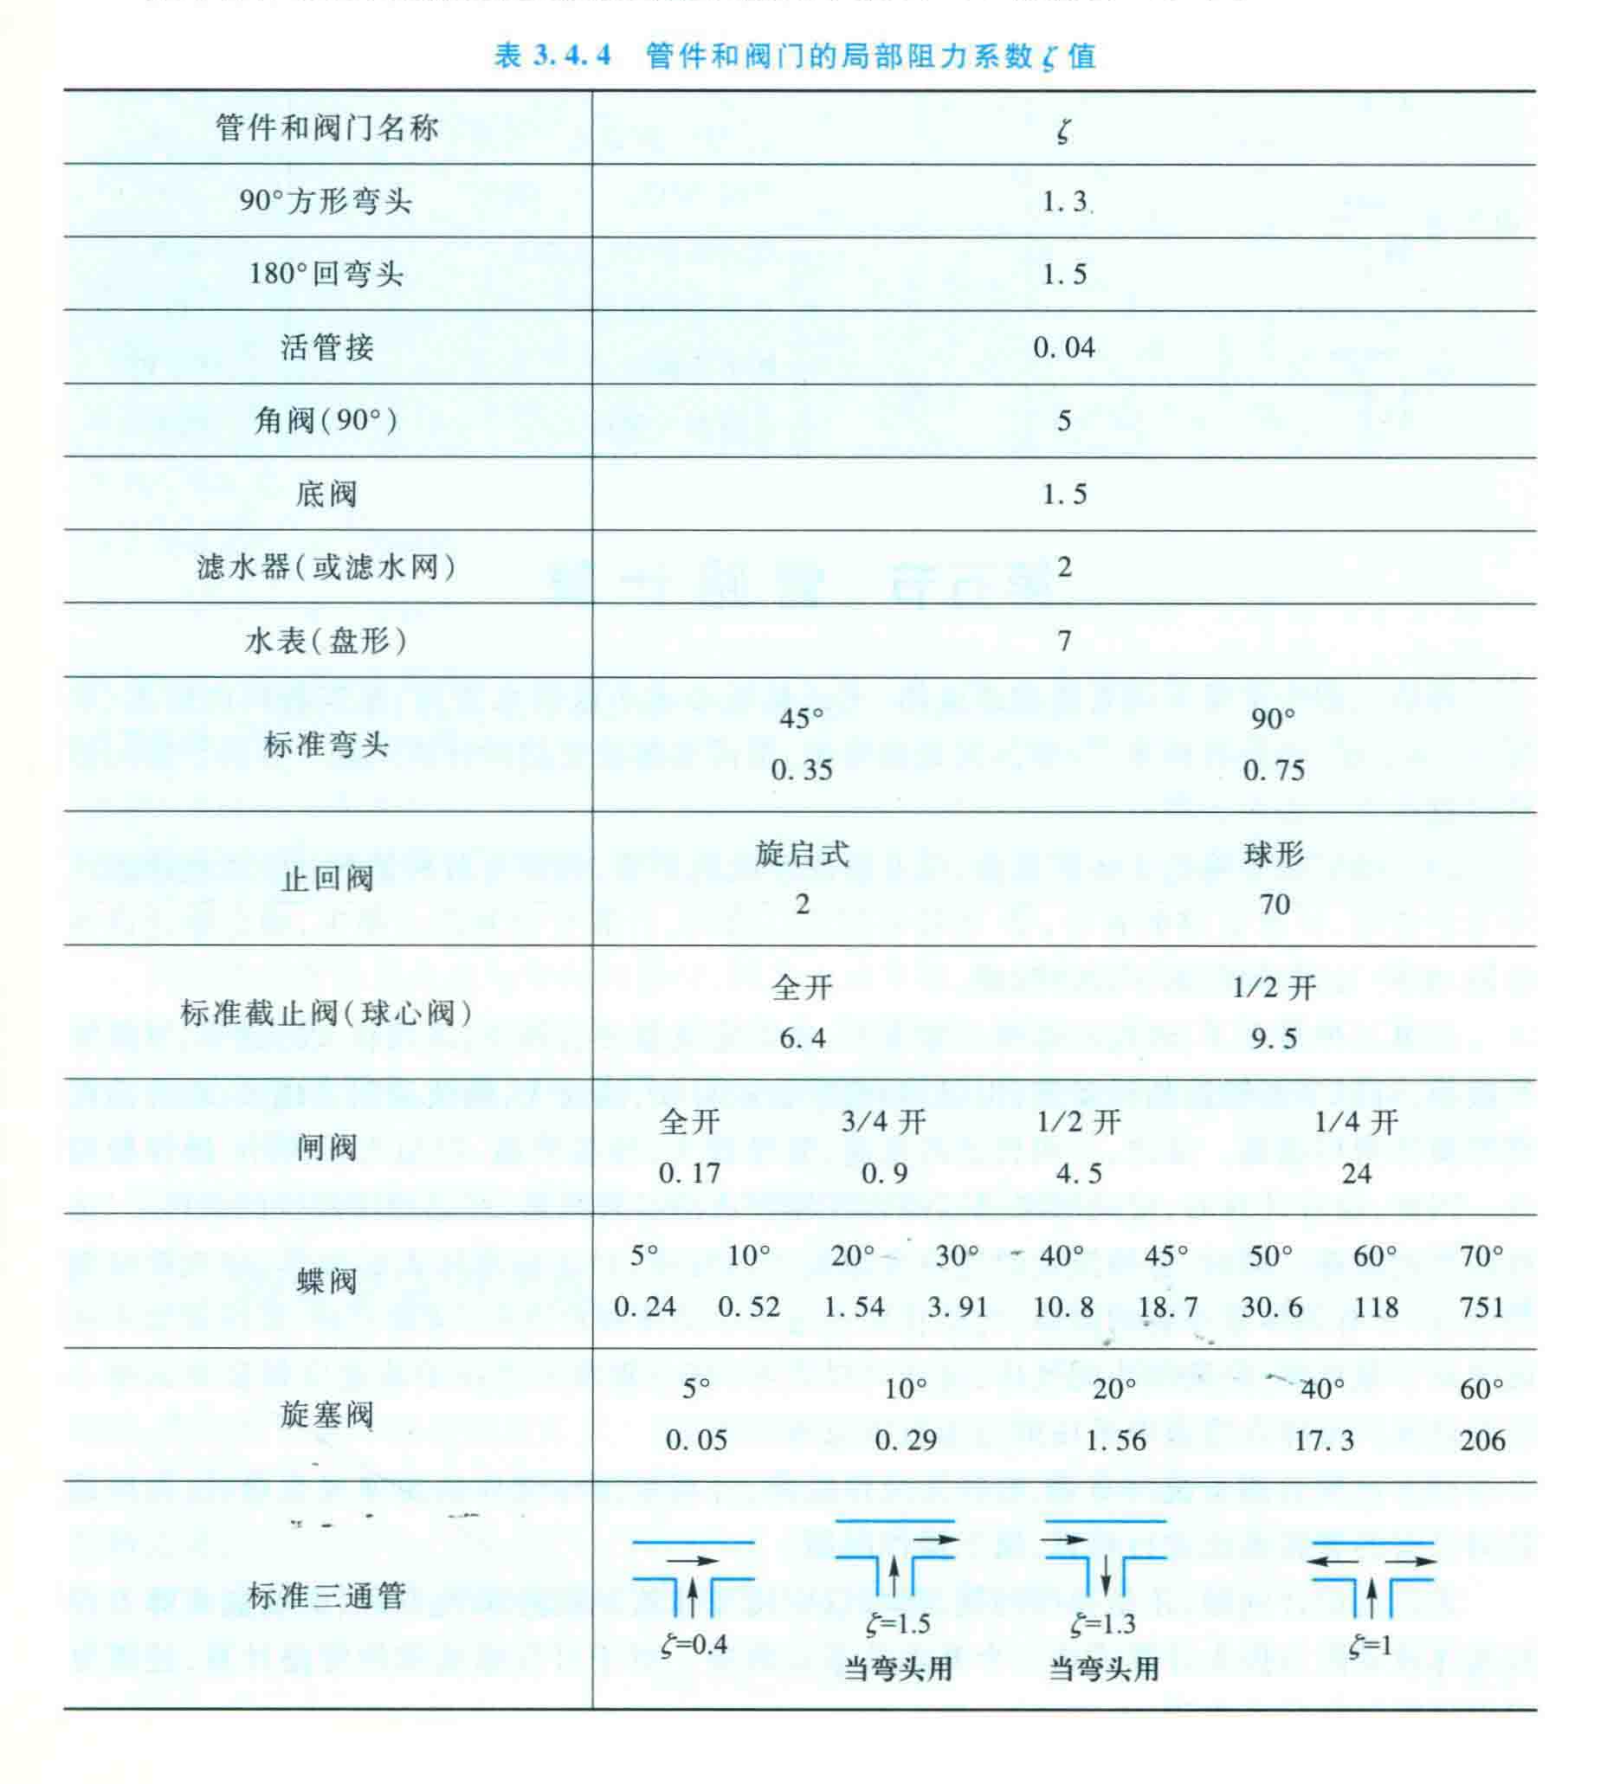 表 3.4.4 管件和阀门的局部阻力系数 ζ 值
管件和阀门名称 ζ
90°方形弯头 1.3
180°回弯头 1.5
活管接 0.04
角阀(90°) 5
底阀 1.5
滤水器(或滤水网) 2
水表(盘形) 7
标准弯头
45° 90°
0.35 0.75
止回阀
旋启式 球形
2 70
标准截止阀(球心阀)
全开 1/2 开
6.4 9.5
闸阀
全开 3/4 开 1/2 开 1/4 开
0.17 0.9 4.5 24
蝶阀
5° 10° 20° 30° 40° 45° 50° 60° 70°
0.24 0.52 1.54 3.91 10.8 18.7 30.6 118 751
旋塞阀
5° 10° 20° 40° 60°
0.05 0.29 1.56 17.3 206
标准三通管
ζ=0.4 ζ=1.5 ζ=1.3 ζ=1
当弯头用 当弯头用